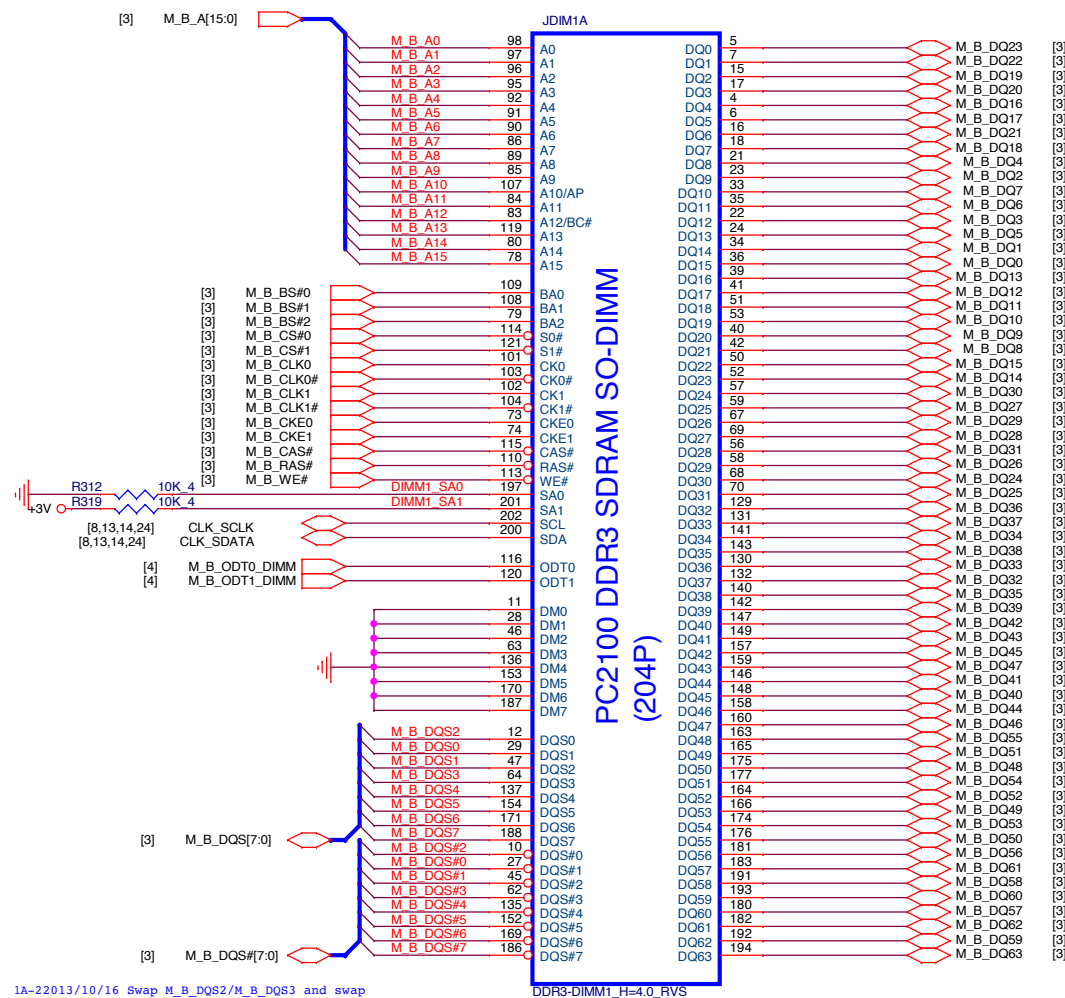 [3] M_B_A[15:0]
JDIM1A
M_B_A0 98 A0 DQ0 5 M_B_DQ23 [3]
M_B_A1 97 A1 DQ1 7 M_B_DQ22 [3]
M_B_A2 96 A2 DQ2 15 M_B_DQ19 [3]
M_B_A3 95 A3 DQ3 17 M_B_DQ20 [3]
M_B_A4 92 A4 DQ4 4 M_B_DQ16 [3]
M_B_A5 91 A5 DQ5 6 M_B_DQ17 [3]
M_B_A6 90 A6 DQ6 16 M_B_DQ21 [3]
M_B_A7 86 A7 DQ7 18 M_B_DQ18 [3]
M_B_A8 89 A8 DQ8 21 M_B_DQ4 [3]
M_B_A9 85 A9 DQ9 23 M_B_DQ2 [3]
M_B_A10 107 A10/AP DQ10 33 M_B_DQ7 [3]
M_B_A11 84 A11 DQ11 35 M_B_DQ6 [3]
M_B_A12 83 A12/BC# DQ12 22 M_B_DQ3 [3]
M_B_A13 119 A13 DQ13 24 M_B_DQ5 [3]
M_B_A14 80 A14 DQ14 34 M_B_DQ1 [3]
M_B_A15 78 A15 DQ15 36 M_B_DQ0 [3]
DQ16 39 M_B_DQ13 [3]
[3] M_B_BS#0 109 BA0 DQ17 41 M_B_DQ12 [3]
[3] M_B_BS#1 108 BA1 DQ18 51 M_B_DQ11 [3]
[3] M_B_BS#2 79 BA2 DQ19 53 M_B_DQ10 [3]
[3] M_B_CS#0 114 S0# DQ20 40 M_B_DQ9 [3]
[3] M_B_CS#1 121 S1# DQ21 42 M_B_DQ8 [3]
[3] M_B_CLK0 101 CK0 DQ22 50 M_B_DQ15 [3]
[3] M_B_CLK0# 103 CK0# DQ23 52 M_B_DQ14 [3]
[3] M_B_CLK1 102 CK1 DQ24 57 M_B_DQ30 [3]
[3] M_B_CLK1# 104 CK1# DQ25 59 M_B_DQ27 [3]
[3] M_B_CKE0 73 CKE0 DQ26 67 M_B_DQ29 [3]
[3] M_B_CKE1 74 CKE1 DQ27 69 M_B_DQ28 [3]
[3] M_B_CAS# 115 CAS# DQ28 56 M_B_DQ31 [3]
[3] M_B_RAS# 110 RAS# DQ29 58 M_B_DQ26 [3]
[3] M_B_WE# 113 WE# DQ30 68 M_B_DQ24 [3]
R312 10K_4 DIMM1_SA0 197 SA0 DQ31 70 M_B_DQ25 [3]
+3V R319 10K_4 DIMM1_SA1 201 SA1 DQ32 129 M_B_DQ36 [3]
[8,13,14,24] CLK_SCLK 202 SCL DQ33 131 M_B_DQ37 [3]
[8,13,14,24] CLK_SDATA 200 SDA DQ34 141 M_B_DQ34 [3]
DQ35 143 M_B_DQ38 [3]
[4] M_B_ODT0_DIMM 116 ODT0 DQ36 130 M_B_DQ33 [3]
[4] M_B_ODT1_DIMM 120 ODT1 DQ37 132 M_B_DQ32 [3]
DQ38 140 M_B_DQ35 [3]
11 DM0 DQ39 142 M_B_DQ39 [3]
28 DM1 DQ40 147 M_B_DQ42 [3]
46 DM2 DQ41 149 M_B_DQ43 [3]
63 DM3 DQ42 157 M_B_DQ45 [3]
136 DM4 DQ43 159 M_B_DQ47 [3]
153 DM5 DQ44 146 M_B_DQ41 [3]
170 DM6 DQ45 148 M_B_DQ40 [3]
187 DM7 DQ46 158 M_B_DQ44 [3]
DQ47 160 M_B_DQ46 [3]
M_B_DQS2 12 DQS0 DQ48 163 M_B_DQ55 [3]
M_B_DQS0 29 DQS1 DQ49 165 M_B_DQ51 [3]
M_B_DQS1 47 DQS2 DQ50 175 M_B_DQ48 [3]
M_B_DQS3 64 DQS3 DQ51 177 M_B_DQ54 [3]
M_B_DQS4 137 DQS4 DQ52 164 M_B_DQ52 [3]
M_B_DQS5 154 DQS5 DQ53 166 M_B_DQ49 [3]
M_B_DQS6 171 DQS6 DQ54 174 M_B_DQ53 [3]
[3] M_B_DQS[7:0] M_B_DQS7 188 DQS7 DQ55 176 M_B_DQ50 [3]
M_B_DQS#2 10 DQS#0 DQ56 181 M_B_DQ56 [3]
M_B_DQS#0 27 DQS#1 DQ57 183 M_B_DQ61 [3]
M_B_DQS#1 45 DQS#2 DQ58 191 M_B_DQ58 [3]
M_B_DQS#3 62 DQS#3 DQ59 193 M_B_DQ60 [3]
M_B_DQS#4 135 DQS#4 DQ60 180 M_B_DQ57 [3]
M_B_DQS#5 152 DQS#5 DQ61 182 M_B_DQ62 [3]
M_B_DQS#6 169 DQS#6 DQ62 192 M_B_DQ59 [3]
[3] M_B_DQS#[7:0] M_B_DQS#7 186 DQS#7 DQ63 194 M_B_DQ63 [3]
PC2100 DDR3 SDRAM SO-DIMM
(204P)
1A-22013/10/16 Swap M_B_DQS2/M_B_DQS3 and swap
DDR3-DIMM1_H=4.0_RVS